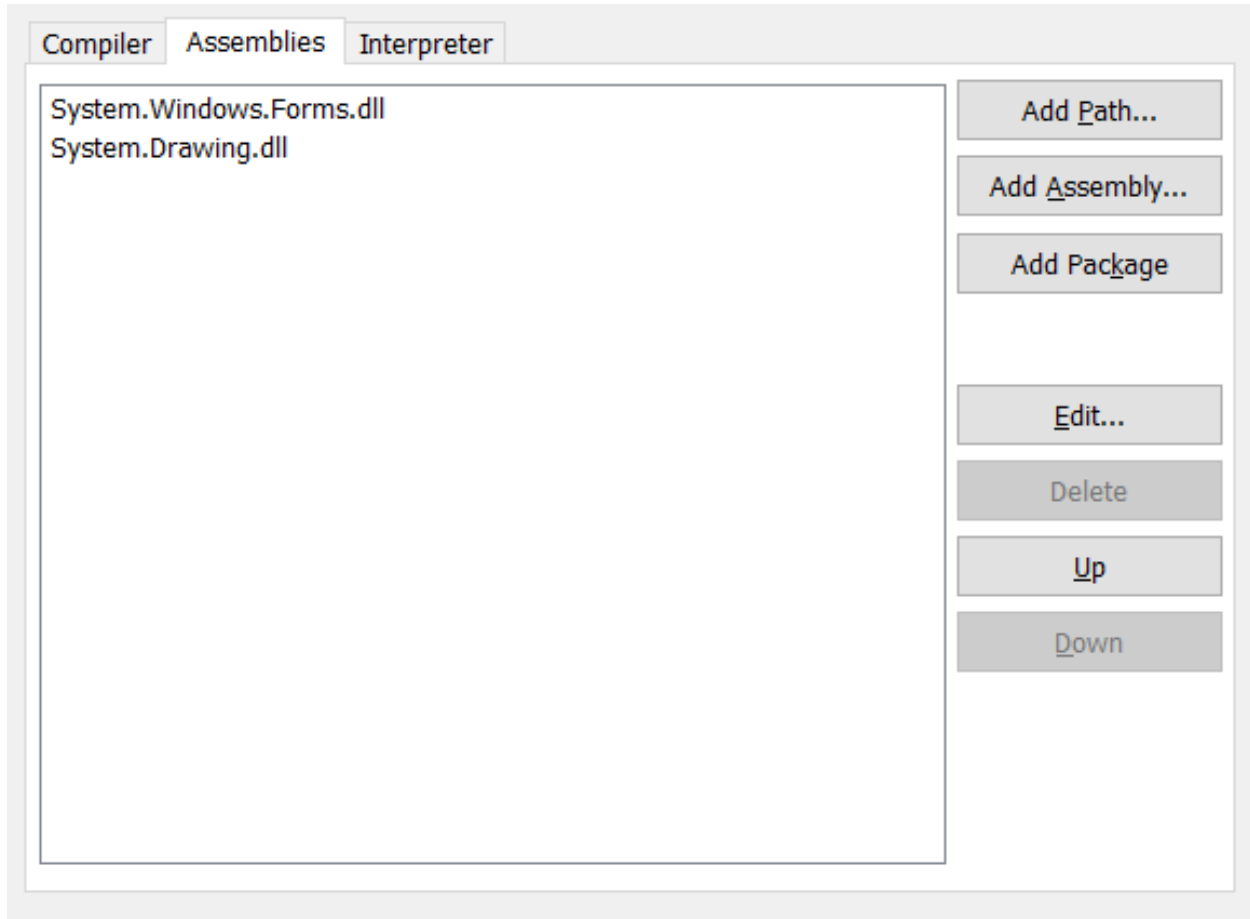 Compiler Assemblies Interpreter
System.Windows.Forms.dll
System.Drawing.dll
Add Path...
Add Assembly...
Add Package
Edit...
Delete
Up
Down